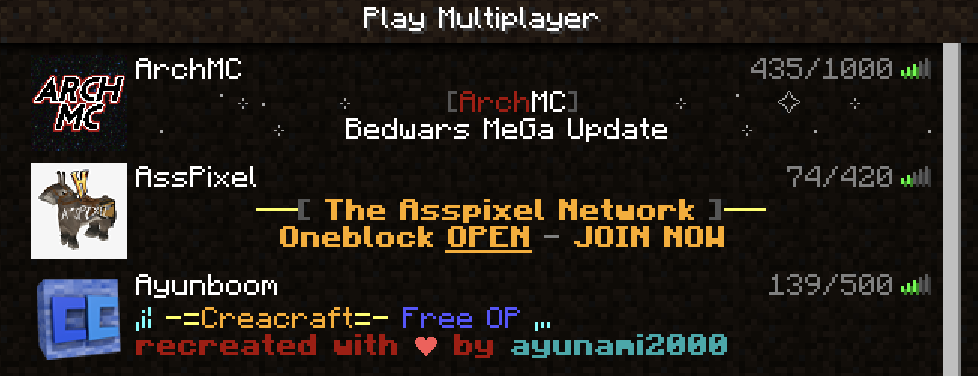 Play Multiplayer
ARCH MC
ArchMC 435/1000
[ArchMC]
Bedwars MeGa Update
AssPixel 74/420
[ The Asspixel Network ]
Oneblock OPEN - JOIN NOW
Ayunboom 139/500
CC
-=Creacraft=- Free OP
recreated with ♥ by ayunami2000